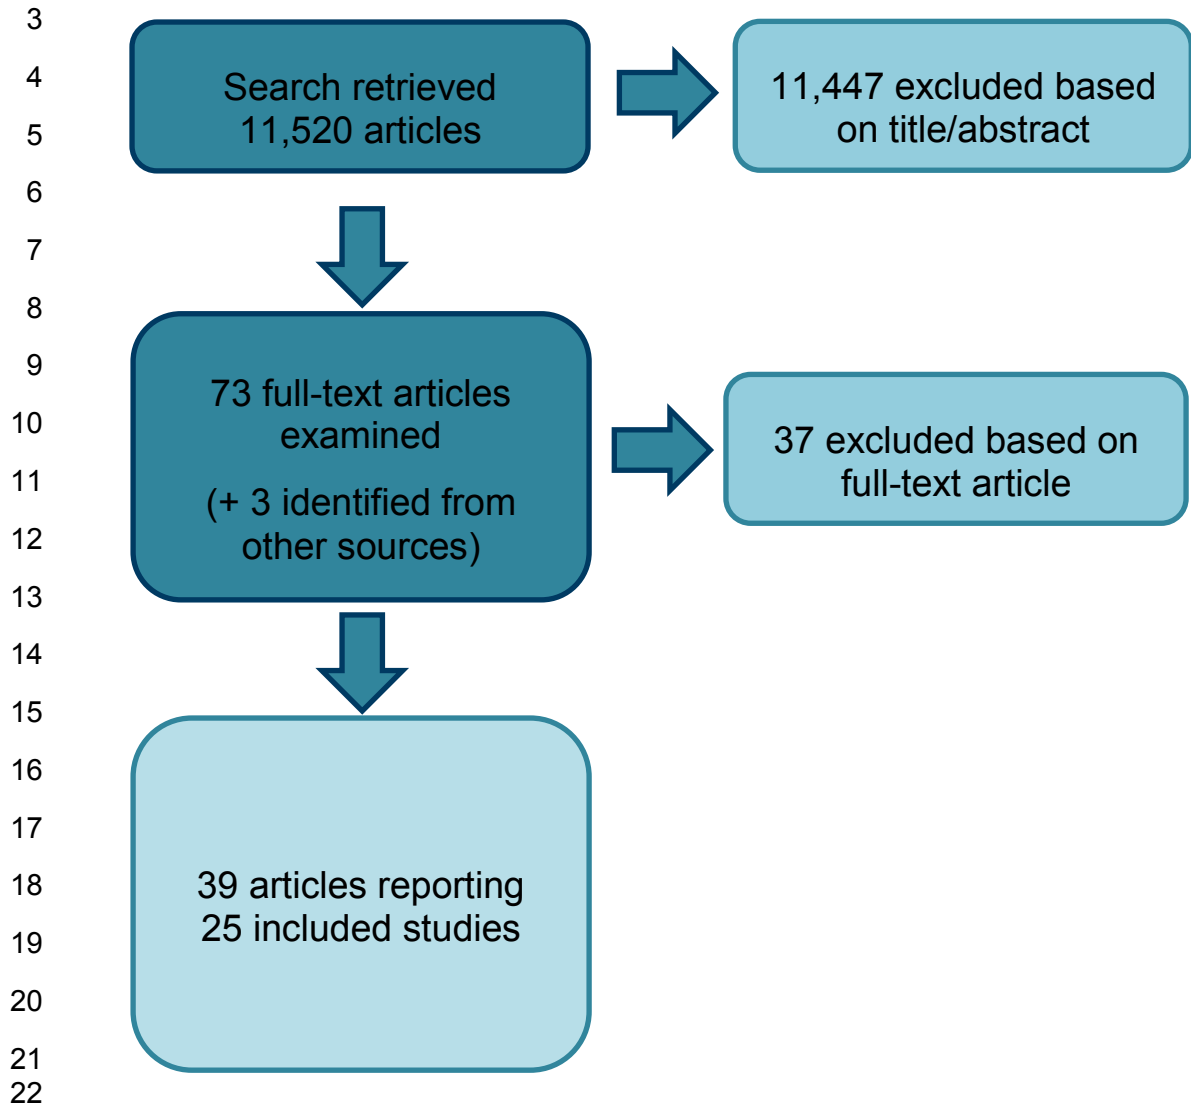 3
4
5
6
7
8
9
10
11
12
13
14
15
16
17
18
19
20
21
22
Search retrieved
11,520 articles
11,447 excluded based
on title/abstract
73 full-text articles
examined
(+ 3 identified from
other sources)
37 excluded based on
full-text article
39 articles reporting
25 included studies